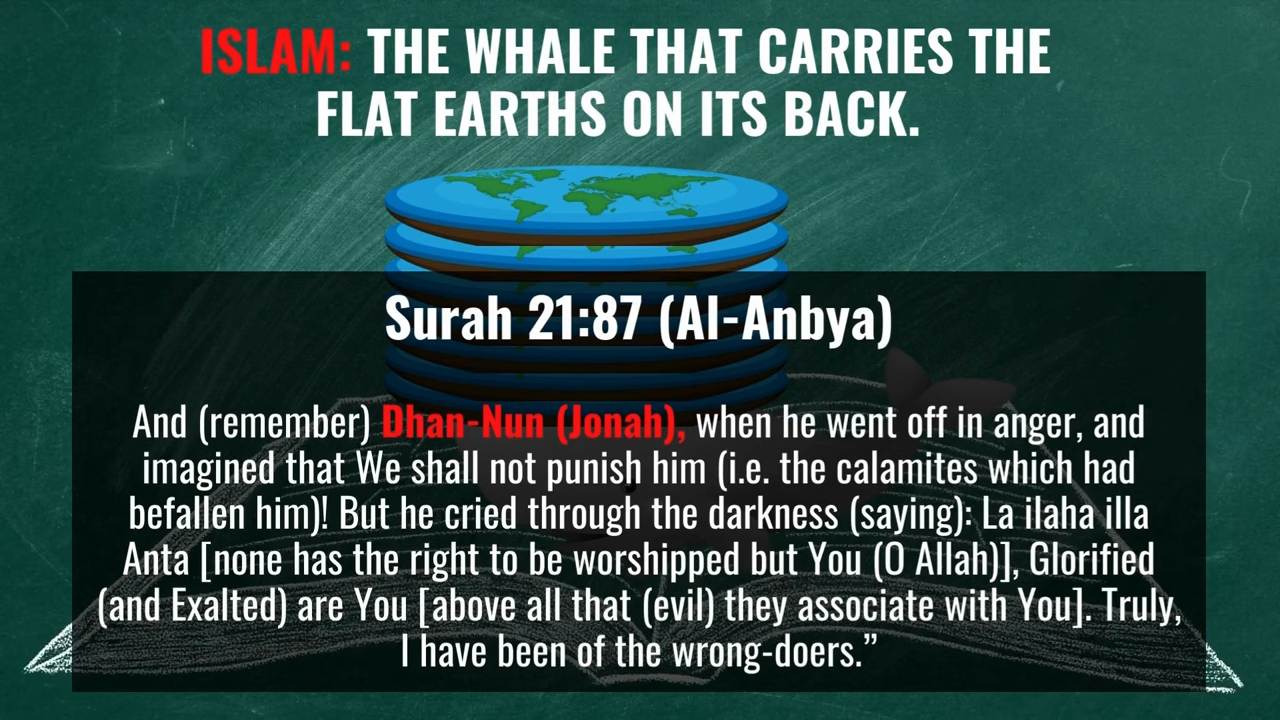 ISLAM: THE WHALE THAT CARRIES THE
FLAT EARTHS ON ITS BACK.
Surah 21:87 (Al-Anbya)
And (remember) Dhan-Nun (Jonah), when he went off in anger, and
imagined that We shall not punish him (i.e. the calamites which had
befallen him)! But he cried through the darkness (saying): La ilaha illa
Anta [none has the right to be worshipped but You (O Allah)], Glorified
(and Exalted) are You [above all that (evil) they associate with You]. Truly,
I have been of the wrong-doers.”